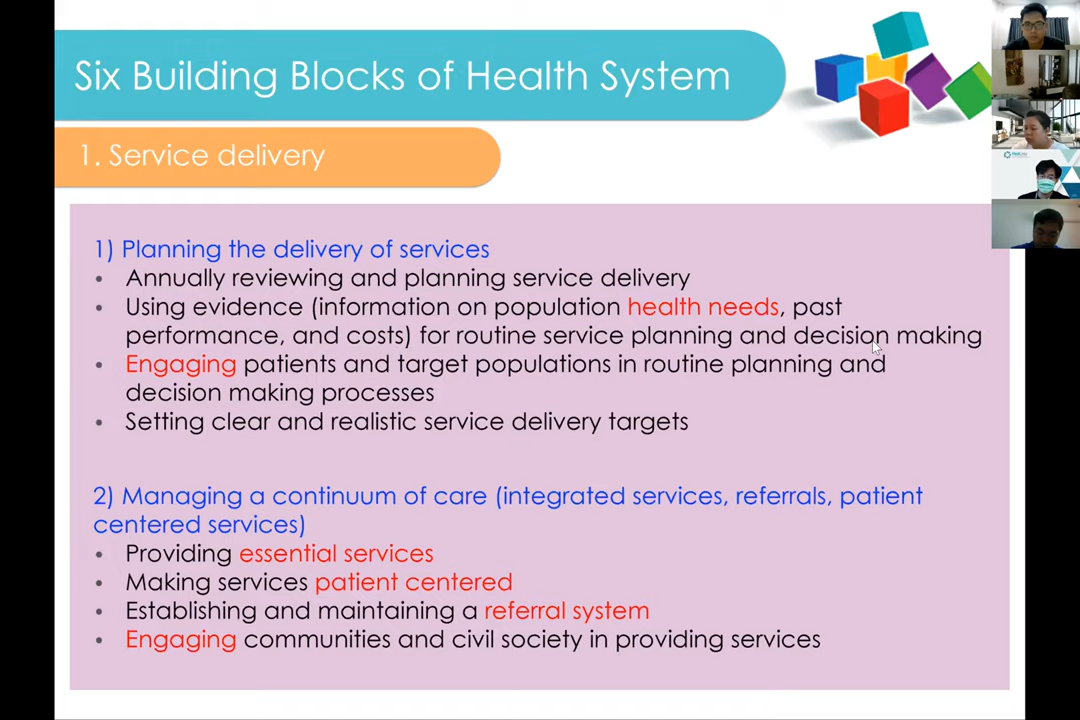 Six Building Blocks of Health System
1. Service delivery
1) Planning the delivery of services
• Annually reviewing and planning service delivery
• Using evidence (information on population health needs, past
performance, and costs) for routine service planning and decision making
• Engaging patients and target populations in routine planning and
decision making processes
• Setting clear and realistic service delivery targets
2) Managing a continuum of care (integrated services, referrals, patient
centered services)
• Providing essential services
• Making services patient centered
• Establishing and maintaining a referral system
• Engaging communities and civil society in providing services